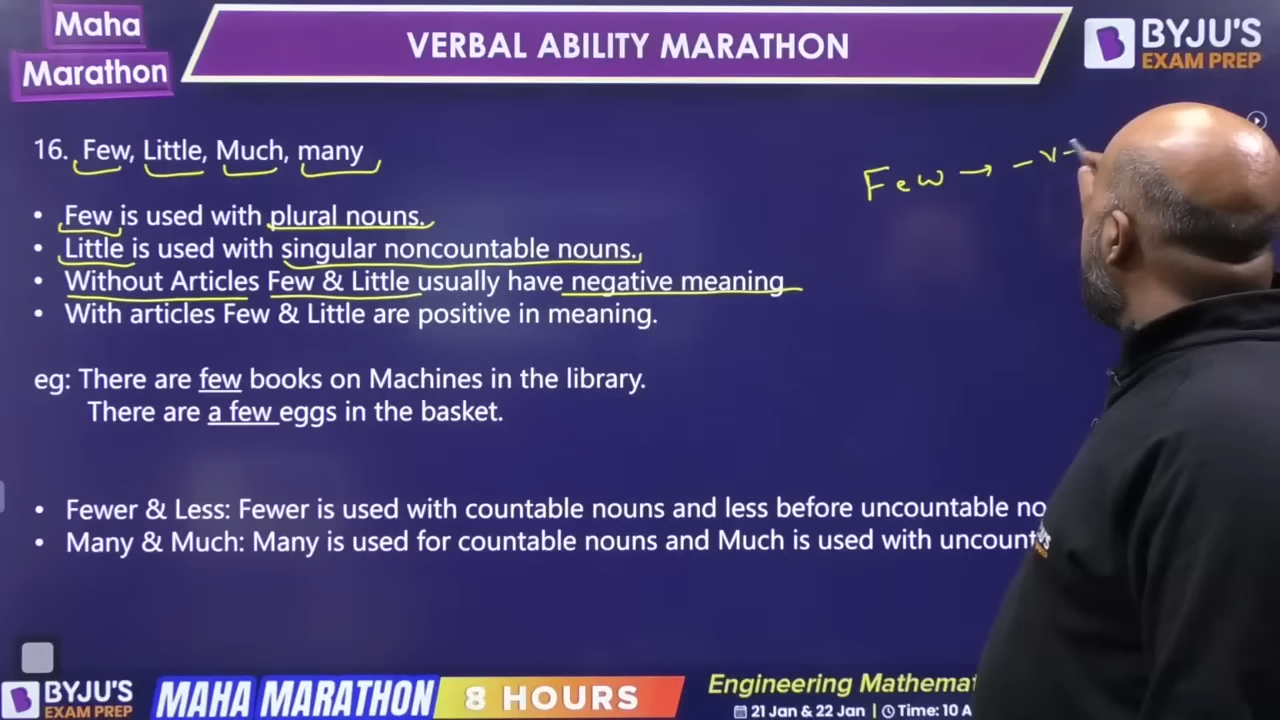 Maha
Marathon
VERBAL ABILITY MARATHON
BYJU'S
EXAM PREP
16. Few, Little, Much, many
Few → -v
• Few is used with plural nouns.
• Little is used with singular noncountable nouns.
• Without Articles Few & Little usually have negative meaning
• With articles Few & Little are positive in meaning.
eg: There are few books on Machines in the library.
There are a few eggs in the basket.
• Fewer & Less: Fewer is used with countable nouns and less before uncountable no
• Many & Much: Many is used for countable nouns and Much is used with uncount
BYJU'S
EXAM PREP
MAHA MARATHON
8 HOURS
Engineering Mathema
21 Jan & 22 Jan | Time: 10 A